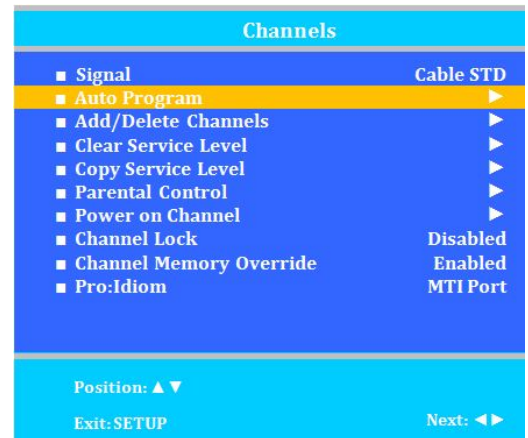 Channels
■ Signal Cable STD
■ Auto Program ►
■ Add/Delete Channels ►
■ Clear Service Level ►
■ Copy Service Level ►
■ Parental Control ►
■ Power on Channel ►
■ Channel Lock Disabled
■ Channel Memory Override Enabled
■ Pro:Idiom MTI Port
Position: ▲ ▼
Exit: SETUP Next: ◄►